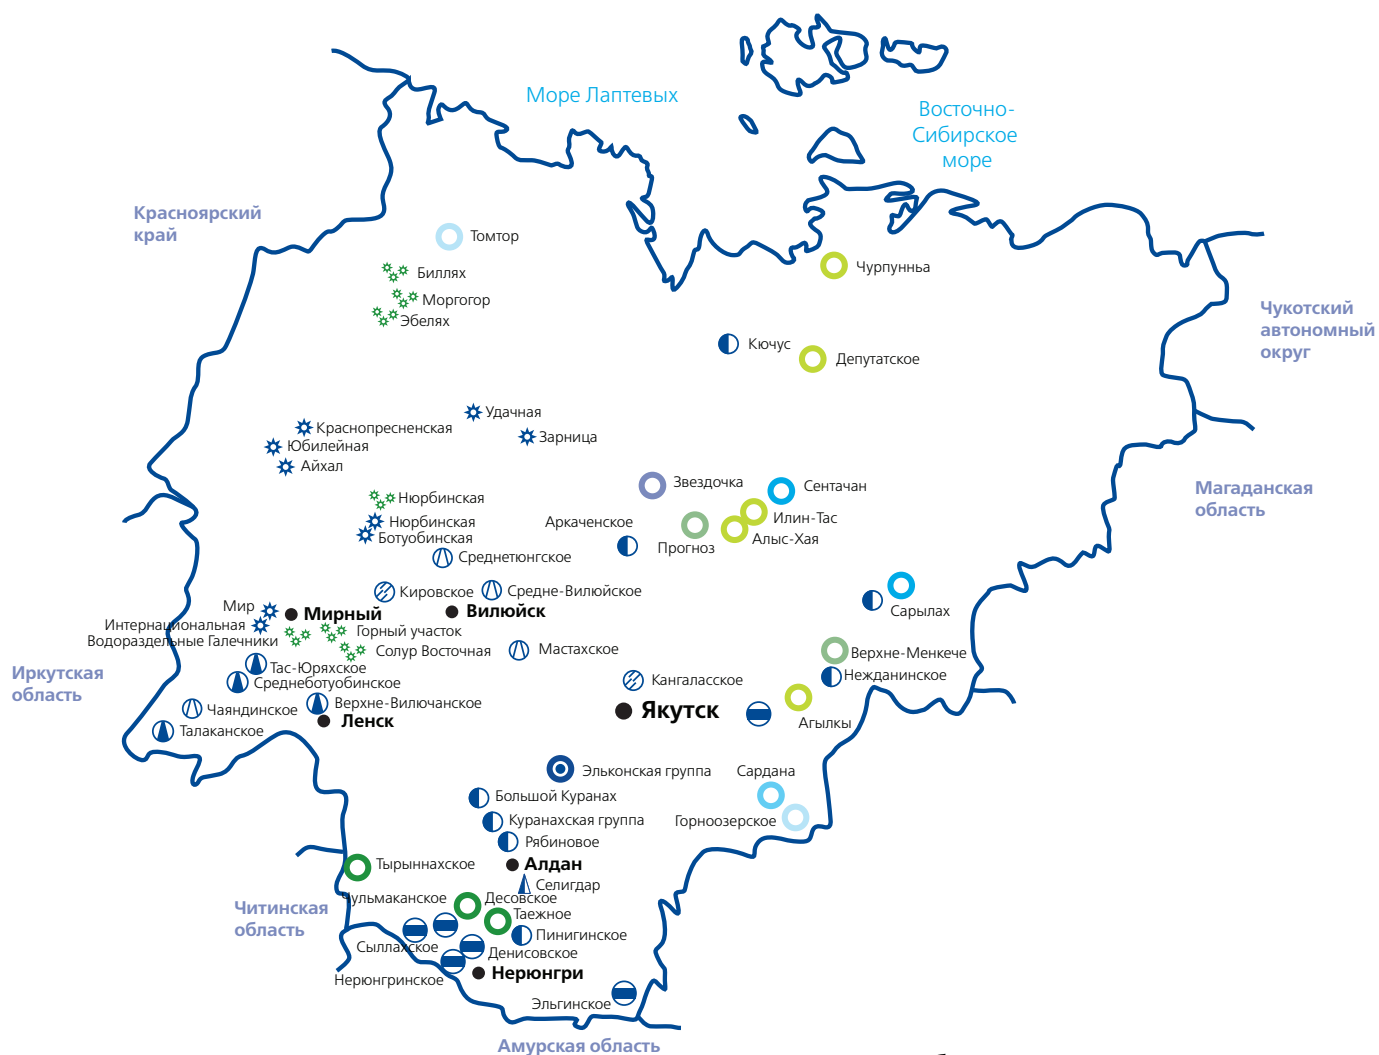 Море Лаптевых
Восточно-
Сибирское
море
Красноярский
край
Томтор
Биллях
Моргогор
Эбелях
Чурпунньа
Чукотский
автономный
округ
Кючус
Депутатское
Удачная
Краснопресненская
Зарница
Юбилейная
Айхал
Звездочка
Сентачан
Магаданская
область
Нюрбинская
Нюрбинская
Ботуобинская
Аркаченское
Илин-Тас
Алыс-Хая
Прогноз
Среднетюнгское
Кировское
Средне-Вилюйское
Мир
Мирный
Вилюйск
Сарылах
Интернациональная
Водораздельные Галечники
Горный участок
Солур Восточная
Мастахское
Верхне-Менкече
Нежданинское
Иркутская
область
Тас-Юряхское
Среднеботуобинское
Кангаласское
Верхне-Вилючанское
Чаяндинское
Ленск
Якутск
Агылкы
Талаканское
Эльконская группа
Сардана
Большой Куранах
Куранахская группа
Горноозерское
Рябиновое
Тырыннахское
Алдан
Селигдар
Чульмаканское
Десовское
Таежное
Читинская
область
Пинигинское
Сыллахское
Денисовское
Нерюнгринское
Нерюнгри
Эльгинское
Амурская область